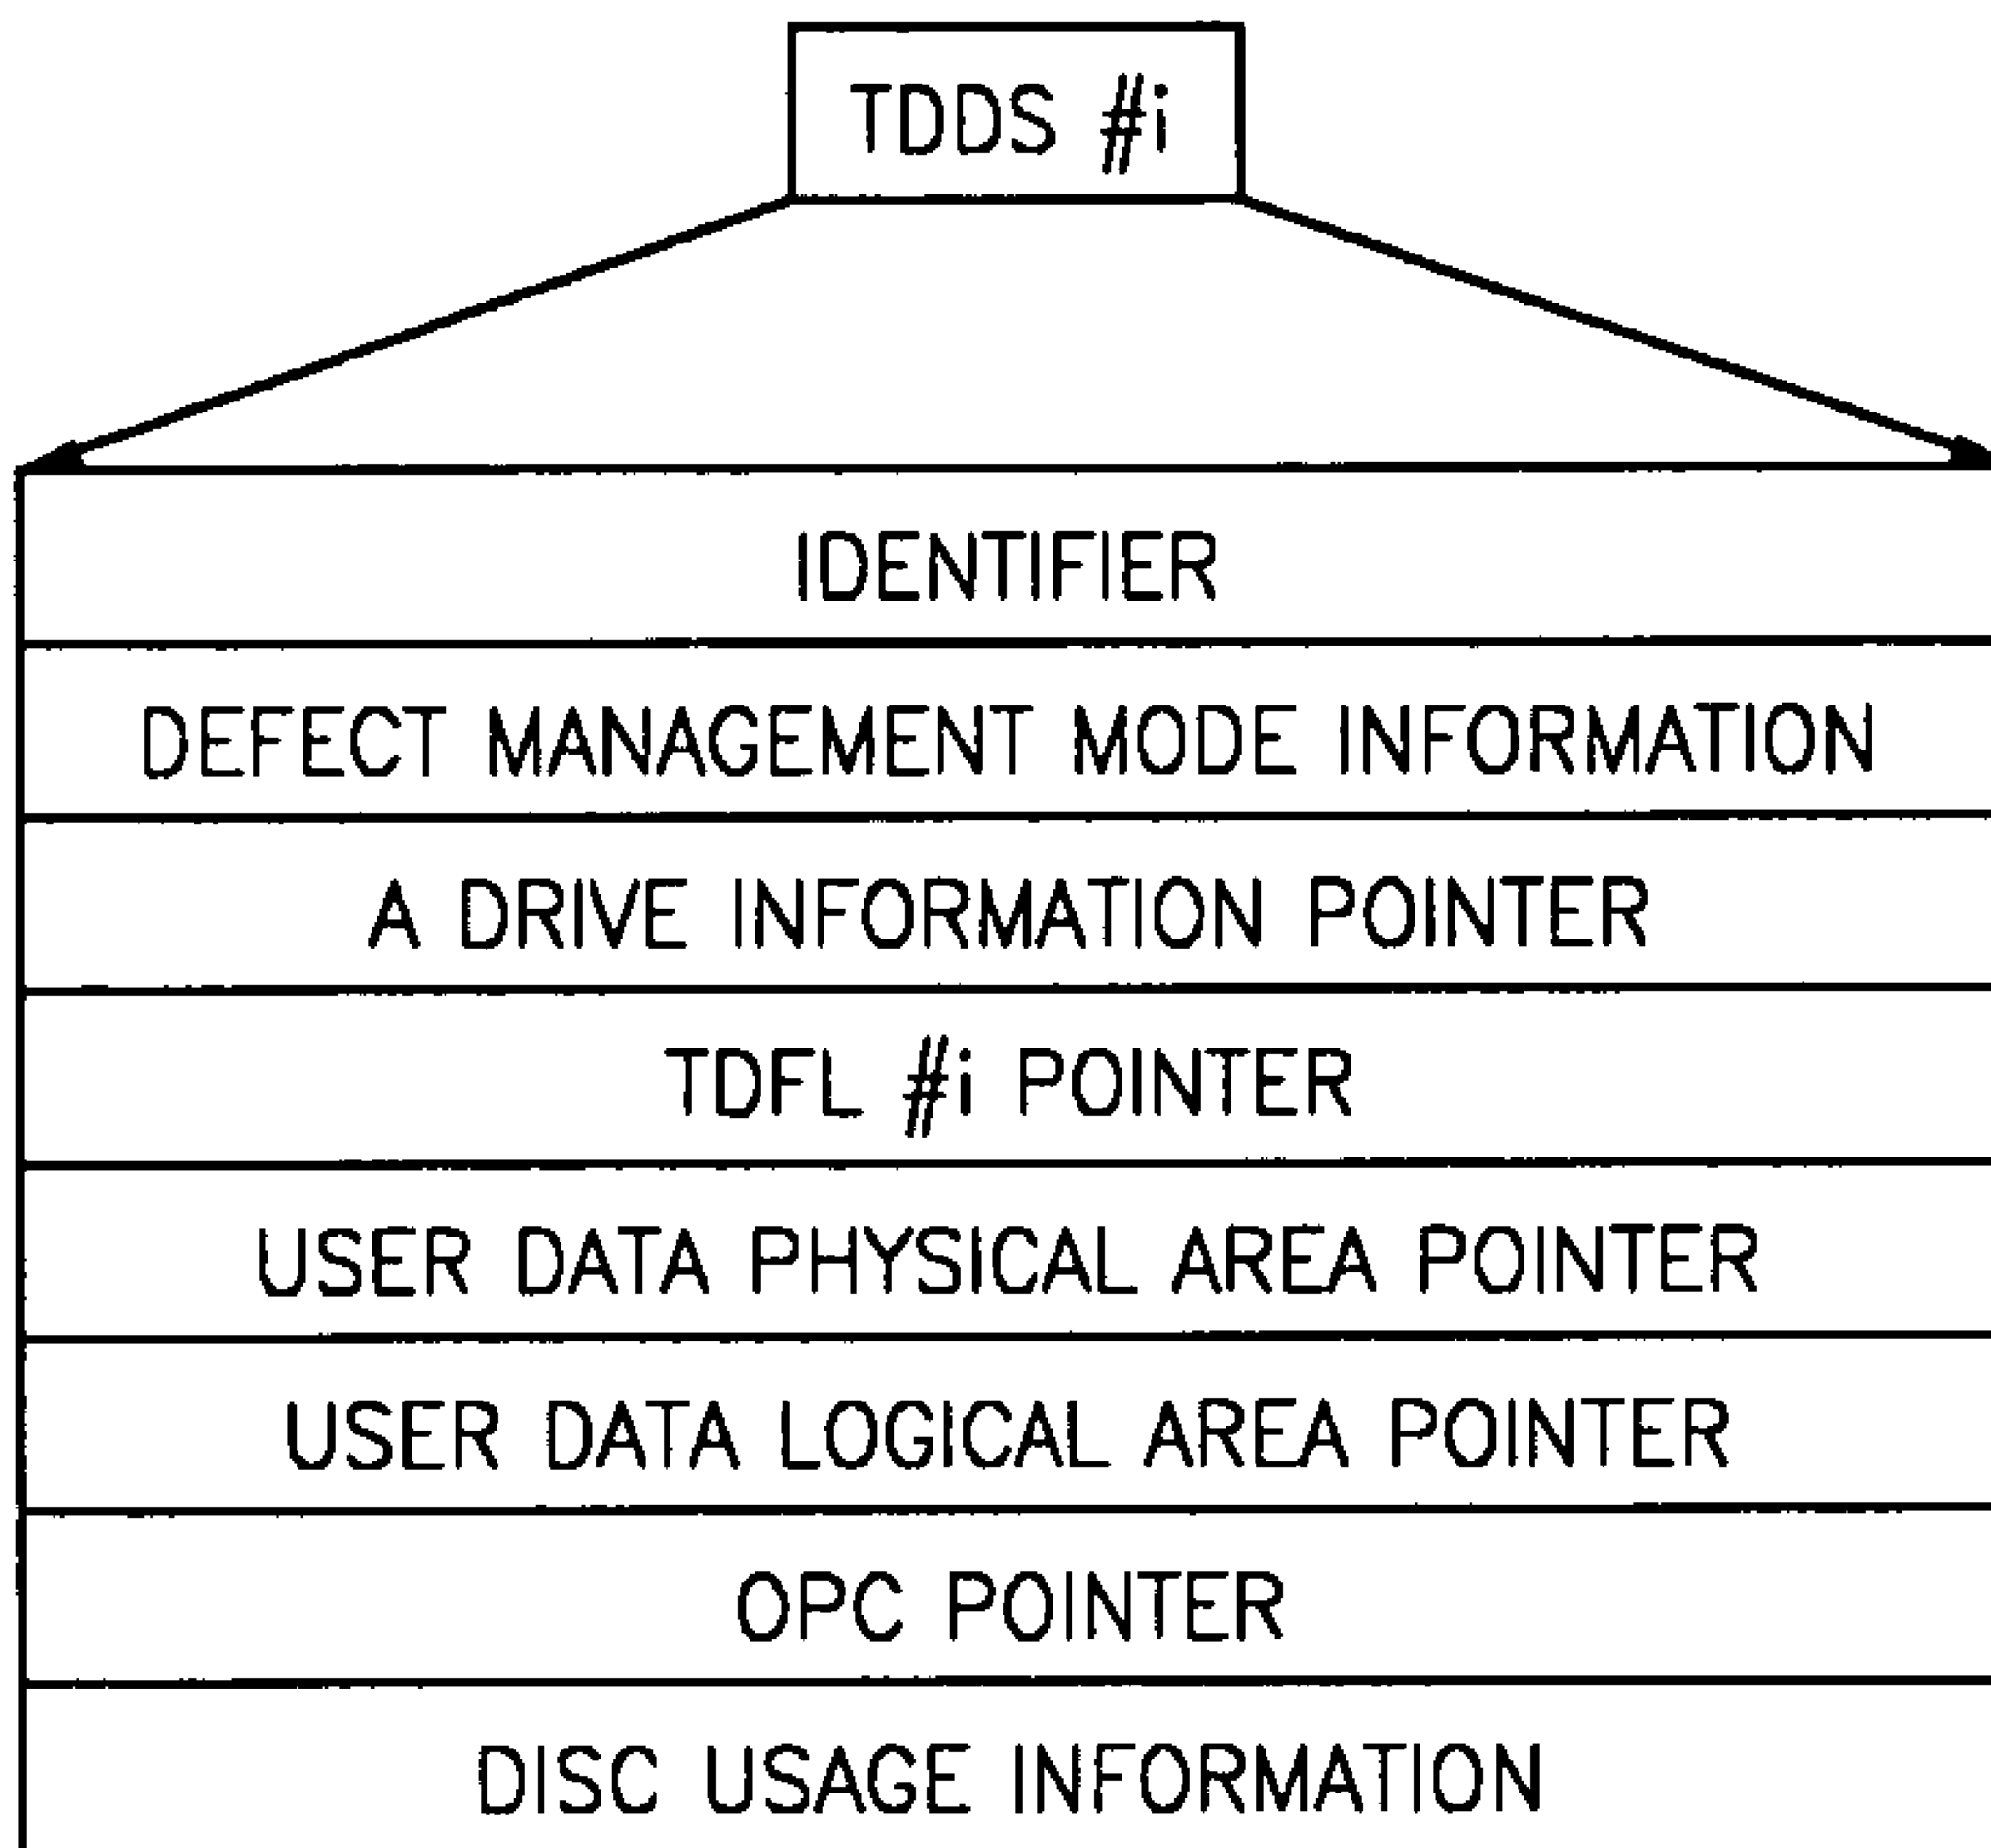 TDDS #i
IDENTIFIER
DEFECT MANAGEMENT MODE INFORMATION
A DRIVE INFORMATION POINTER
TDFL #i POINTER
USER DATA PHYSICAL AREA POINTER
USER DATA LOGICAL AREA POINTER
OPC POINTER
DISC USAGE INFORMATION